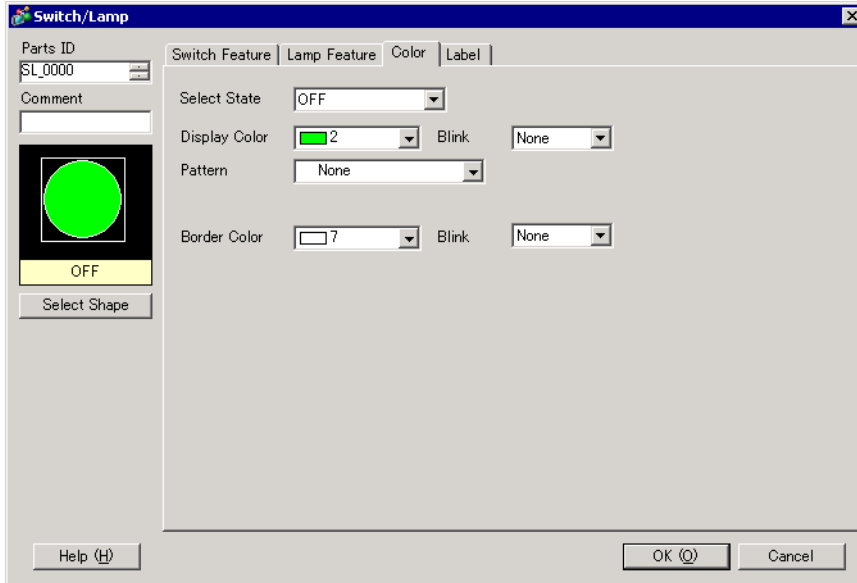 Switch/Lamp
Parts ID
SL_0000
Comment
OFF
Select Shape
Switch Feature
Lamp Feature
Color
Label
Select State
OFF
Display Color
2
Blink
None
Pattern
None
Border Color
7
Blink
None
Help (H)
OK (O)
Cancel